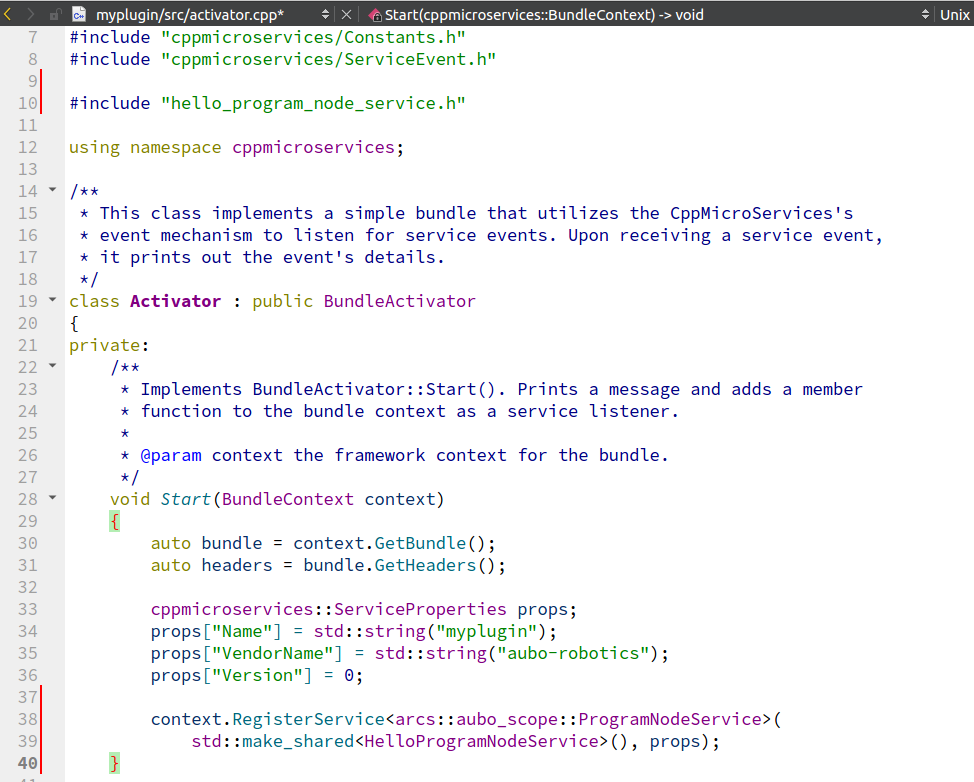 myplugin/src/activator.cpp* Start(cppmicroservices::BundleContext) -> void Unix
7 #include "cppmicroservices/Constants.h"
8 #include "cppmicroservices/ServiceEvent.h"
9
10 #include "hello_program_node_service.h"
11
12 using namespace cppmicroservices;
13
14 /**
15  * This class implements a simple bundle that utilizes the CppMicroServices's
16  * event mechanism to listen for service events. Upon receiving a service event,
17  * it prints out the event's details.
18  */
19 class Activator : public BundleActivator
20 {
21 private:
22     /**
23      * Implements BundleActivator::Start(). Prints a message and adds a member
24      * function to the bundle context as a service listener.
25      *
26      * @param context the framework context for the bundle.
27      */
28     void Start(BundleContext context)
29     {
30         auto bundle = context.GetBundle();
31         auto headers = bundle.GetHeaders();
32
33         cppmicroservices::ServiceProperties props;
34         props["Name"] = std::string("myplugin");
35         props["VendorName"] = std::string("aubo-robotics");
36         props["Version"] = 0;
37
38         context.RegisterService<arcs::aubo_scope::ProgramNodeService>(
39             std::make_shared<HelloProgramNodeService>(), props);
40     }